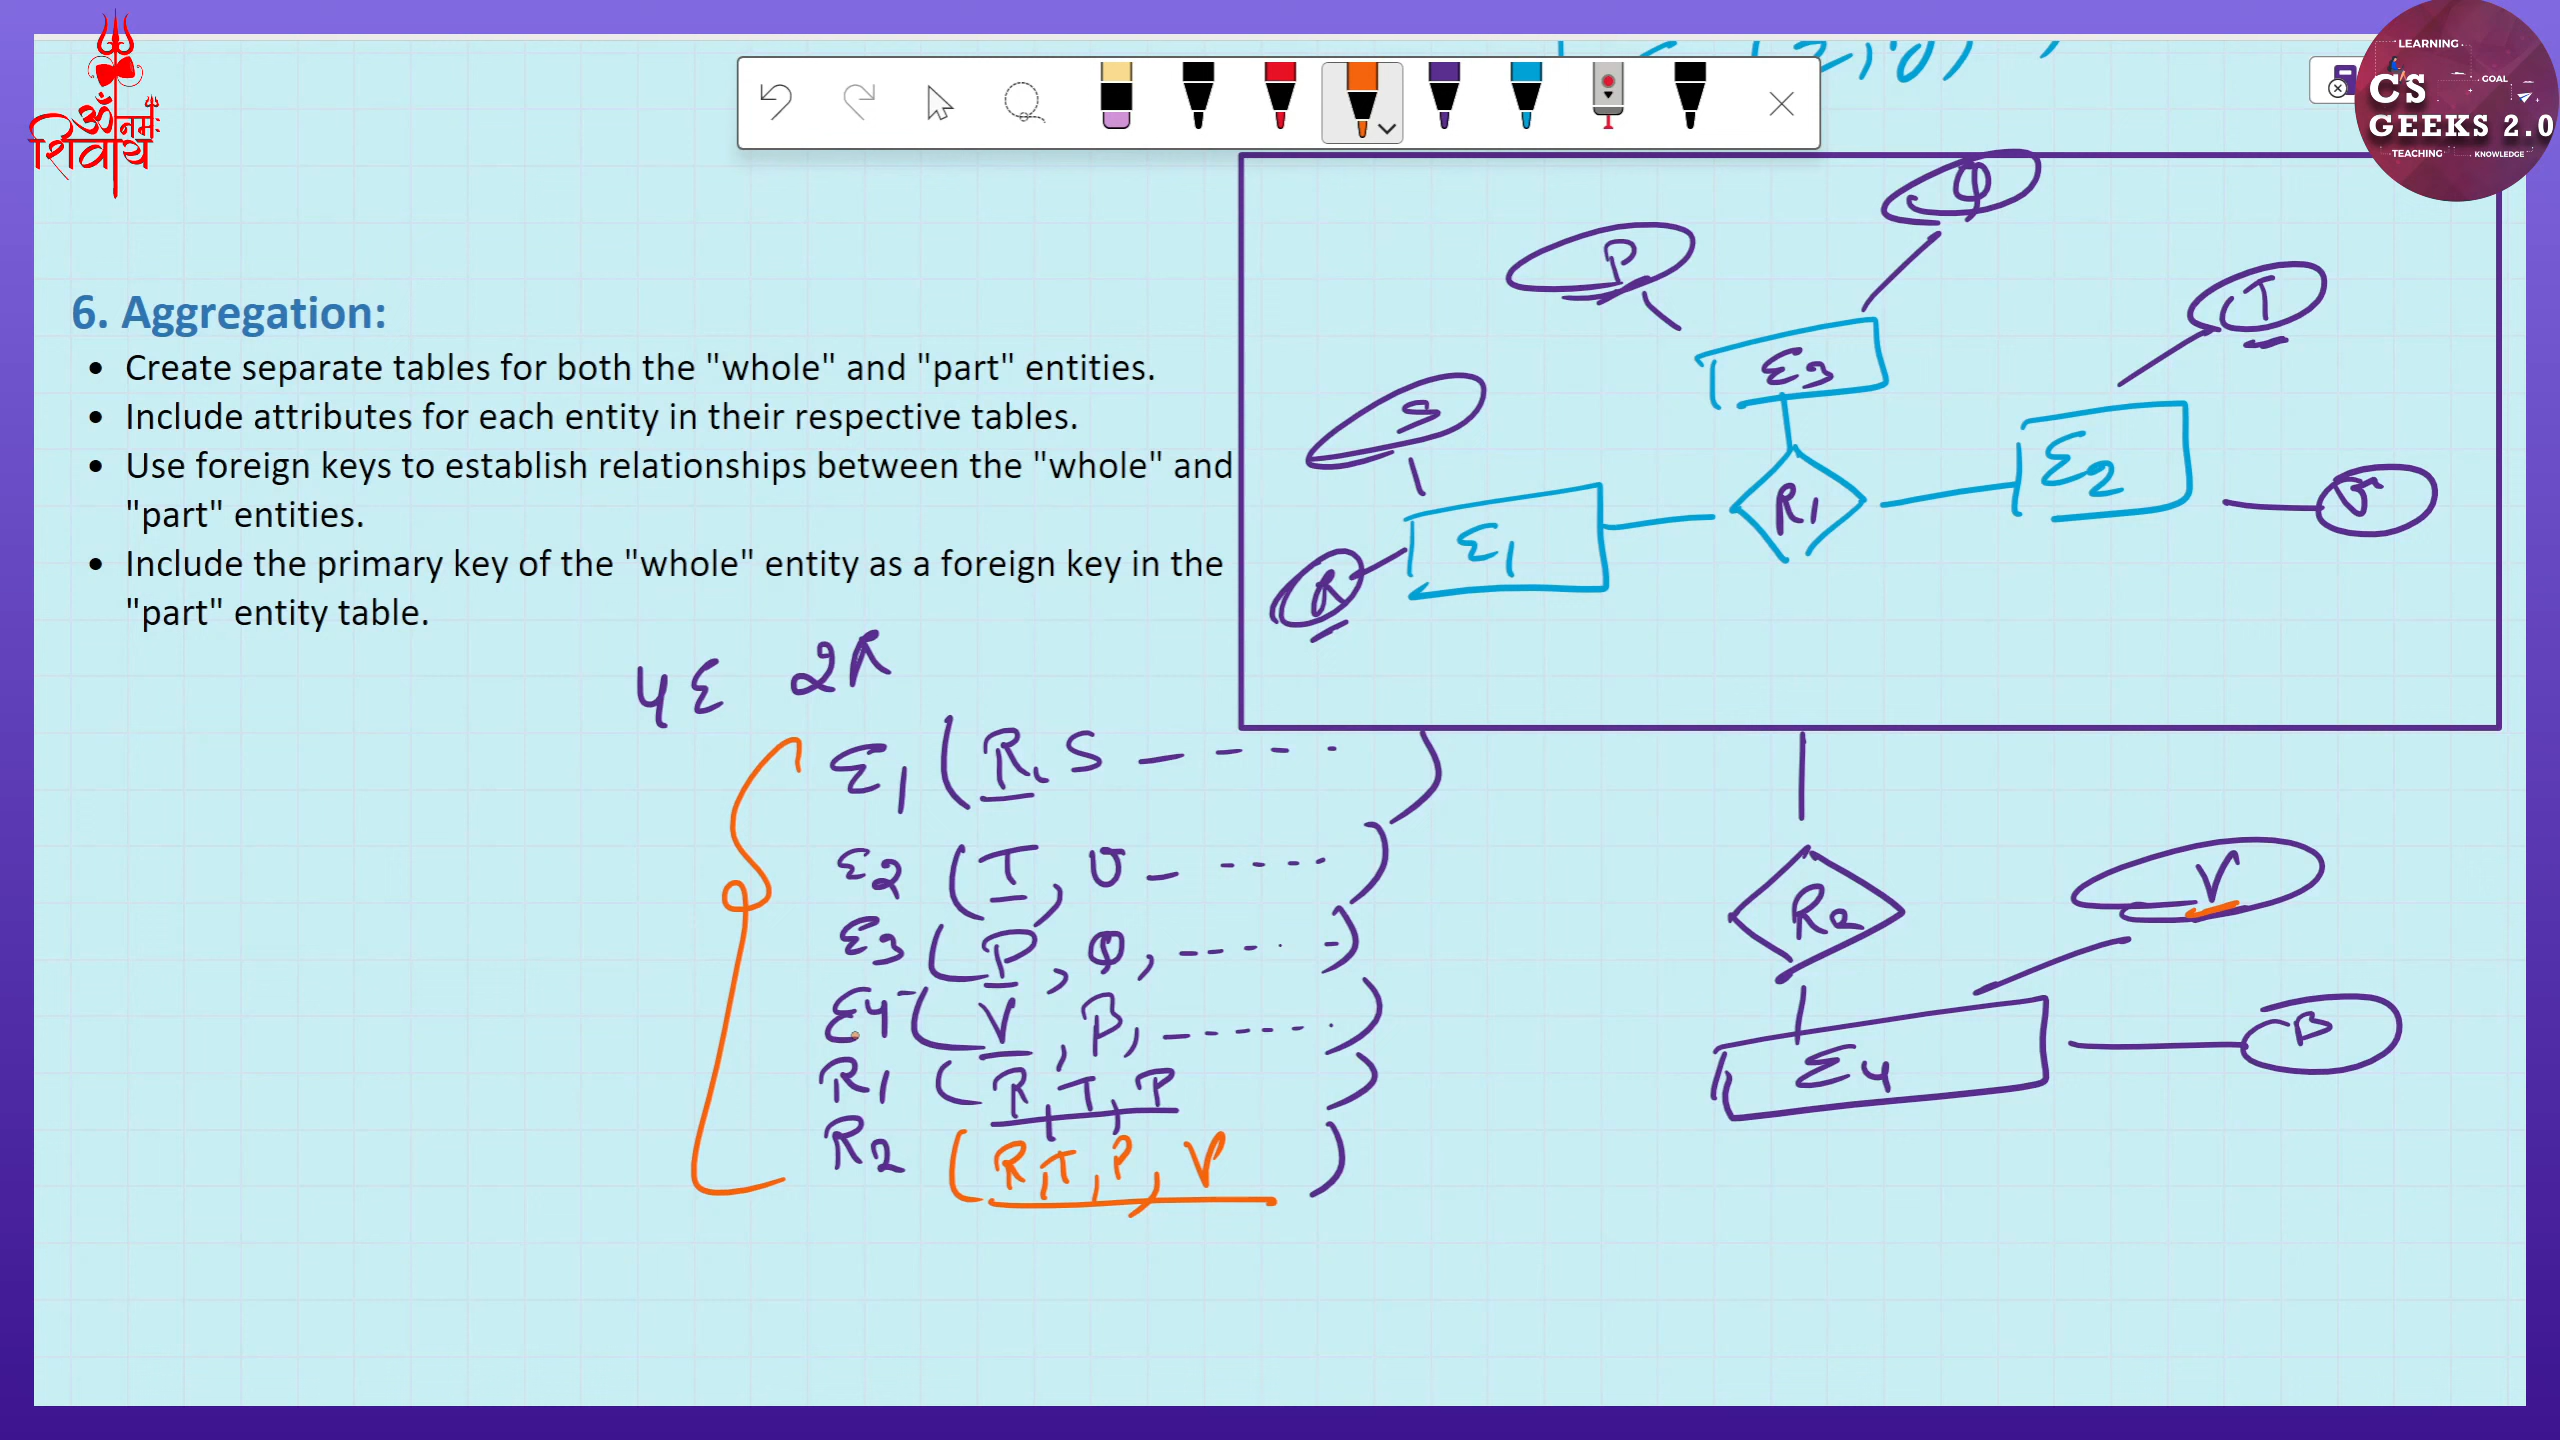 ॐ नमः
शिवाय
LEARNING
GOAL
CS
GEEKS 2.0
TEACHING KNOWLEDGE
6. Aggregation:
• Create separate tables for both the "whole" and "part" entities.
• Include attributes for each entity in their respective tables.
• Use foreign keys to establish relationships between the "whole" and
"part" entities.
• Include the primary key of the "whole" entity as a foreign key in the
"part" entity table.
P
Q
T
S
E3
R1
E2
U
E1
R
4E 2R
E1 (R, S - - - - - )
E2 (T, U - - - - - )
E3 (P, Q, - - - - - )
E4 (V, B, - - - - - )
R1 (R, T, P )
R2 (R, T, P, V )
R2
V
E4
B